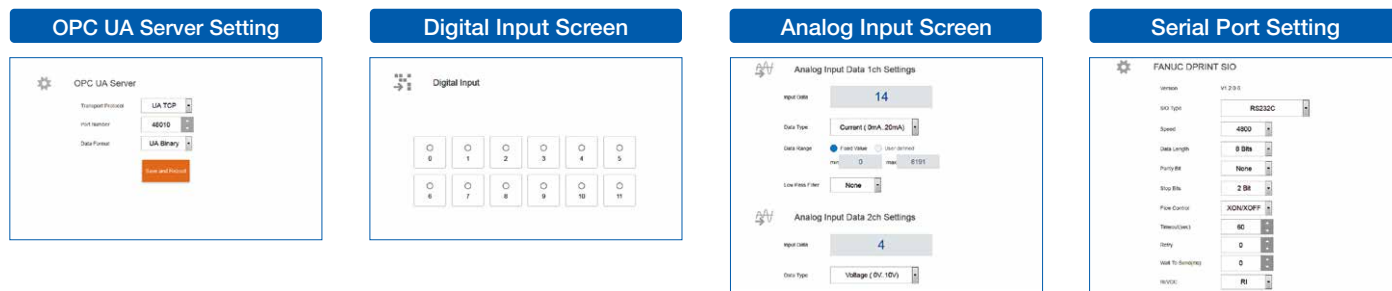 OPC UA Server Setting
OPC UA Server
Transport Protocol UA TCP
Port Number 48010
Data Format UA Binary
Save and Reboot
Digital Input Screen
Digital Input
0 1 2 3 4 5
6 7 8 9 10 11
Analog Input Screen
Analog Input Data 1ch Settings
Input Data 14
Data Type Current ( 0mA, 20mA)
Data Range Fixed Value User defined
min 0 max 8191
Low Pass Filter None
Analog Input Data 2ch Settings
Input Data 4
Data Type Voltage ( 0V, 10V)
Serial Port Setting
FANUC DPRINT SIO
Version
SIO Type RS232C
Speed 4800
Data Length 8 Bits
Parity Bit None
Stop Bits 2 Bit
Flow Control XON/XOFF
Timeout(sec) 60
Retry 0
Wait To Send(ms) 0
RI/VDC RI